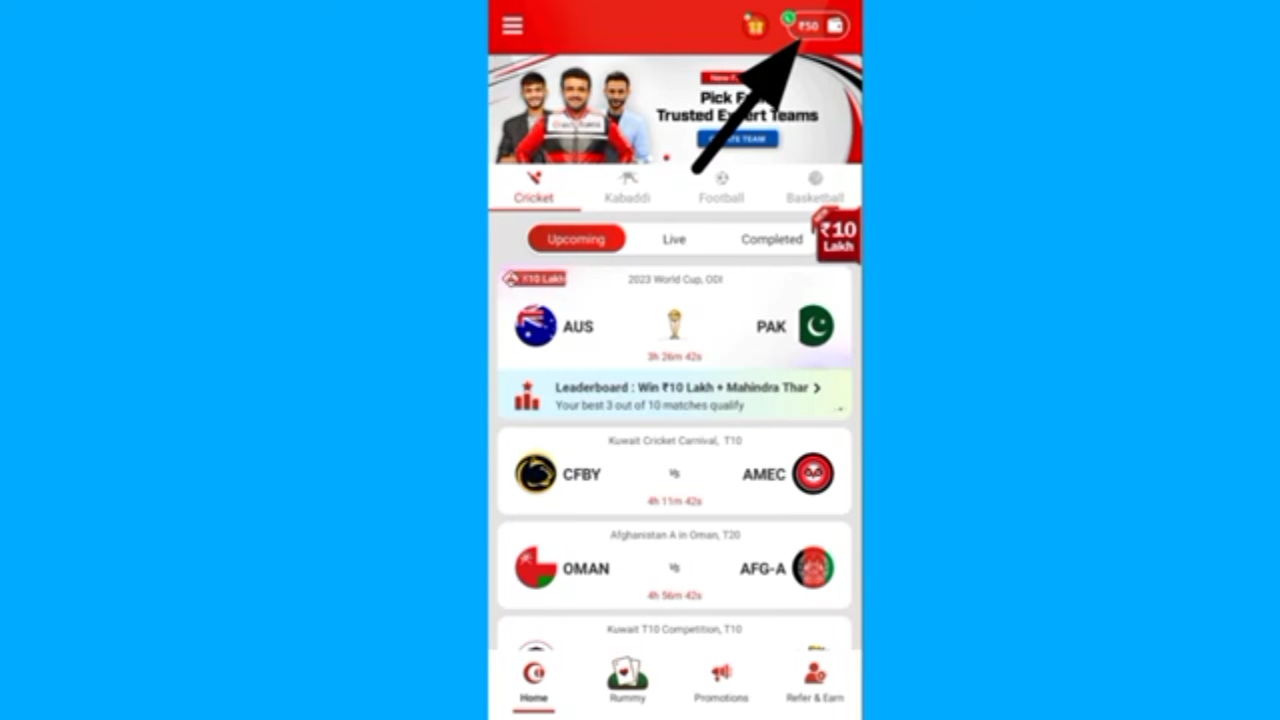 ₹50
Pick
Trusted Expert Teams
TE TEAM
Cricket
Kabaddi
Football
Basketball
Upcoming
Live
Completed
₹10
Lakh
₹10 Lakh
2023 World Cup, ODI
AUS
PAK
3h 26m 42s
Leaderboard : Win ₹10 Lakh + Mahindra Thar
Your best 3 out of 10 matches qualify
Kuwait Cricket Carnival, T10
CFBY
Vs
AMEC
4h 11m 42s
Afghanistan A in Oman, T20
OMAN
Vs
AFG-A
4h 56m 42s
Kuwait T10 Competition, T10
Home
Rummy
Promotions
Refer & Earn